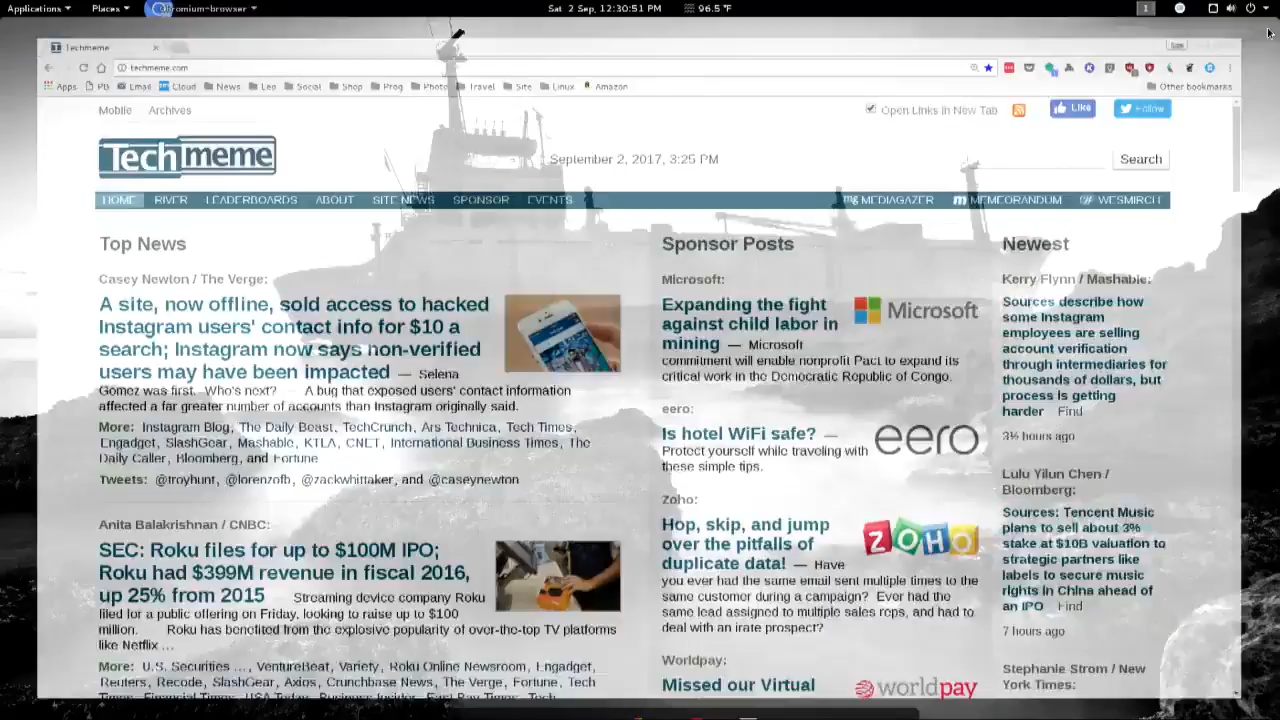 Applications Places chromium-browser Sat 2 Sep, 12:30:51 PM 96.5 °F 1
Techmeme
techmeme.com
Apps Email Cloud News Leo Social Shop Prog Photo Travel Site Linux Amazon Other bookmarks
Mobile Archives Open Links in New Tab Like Follow
Techmeme September 2, 2017, 3:25 PM Search
HOME RIVER LEADERBOARDS ABOUT SITE NEWS SPONSOR EVENTS MEDIAGAZER MEMEORANDUM WESMIRCH
Top News
Casey Newton / The Verge:
A site, now offline, sold access to hacked
Instagram users' contact info for $10 a
search; Instagram now says non-verified
users may have been impacted — Selena
Gomez was first. Who's next? — A bug that exposed users' contact information
affected a far greater number of accounts than Instagram originally said.
More: Instagram Blog, The Daily Beast, TechCrunch, Ars Technica, Tech Times,
Engadget, SlashGear, Mashable, KTLA, CNET, International Business Times, The
Daily Caller, Bloomberg, and Fortune
Tweets: @troyhunt, @lorenzofb, @zackwhittaker, and @caseynewton
Anita Balakrishnan / CNBC:
SEC: Roku files for up to $100M IPO;
Roku had $399M revenue in fiscal 2016,
up 25% from 2015 Streaming device company Roku
filed for a public offering on Friday, looking to raise up to $100
million. Roku has benefited from the explosive popularity of over-the-top TV platforms
like Netflix ...
More: U.S. Securities ..., VentureBeat, Variety, Roku Online Newsroom, Engadget,
Reuters, Recode, SlashGear, Axios, Crunchbase News, The Verge, Fortune, Tech
Times, Financial Times, USA Today, Business Insider, East Bay Times, Tech
Sponsor Posts
Microsoft:
Expanding the fight
against child labor in
mining — Microsoft
commitment will enable nonprofit Pact to expand its
critical work in the Democratic Republic of Congo.
Microsoft
eero:
Is hotel WiFi safe? —
Protect yourself while traveling with
these simple tips.
eero
Zoho:
Hop, skip, and jump
over the pitfalls of
duplicate data! — Have
you ever had the same email sent multiple times to the
same customer during a campaign? Ever had the
same lead assigned to multiple sales reps, and had to
deal with an irate prospect?
ZOHO
Worldpay:
Missed our Virtual
worldpay
Newest
Kerry Flynn / Mashable:
Sources describe how
some Instagram
employees are selling
account verification
through intermediaries for
thousands of dollars, but
process is getting
harder Find
3½ hours ago
Lulu Yilun Chen /
Bloomberg:
Sources: Tencent Music
plans to sell about 3%
stake at $10B valuation to
strategic partners like
labels to secure music
rights in China ahead of
an IPO Find
7 hours ago
Stephanie Strom / New
York Times: